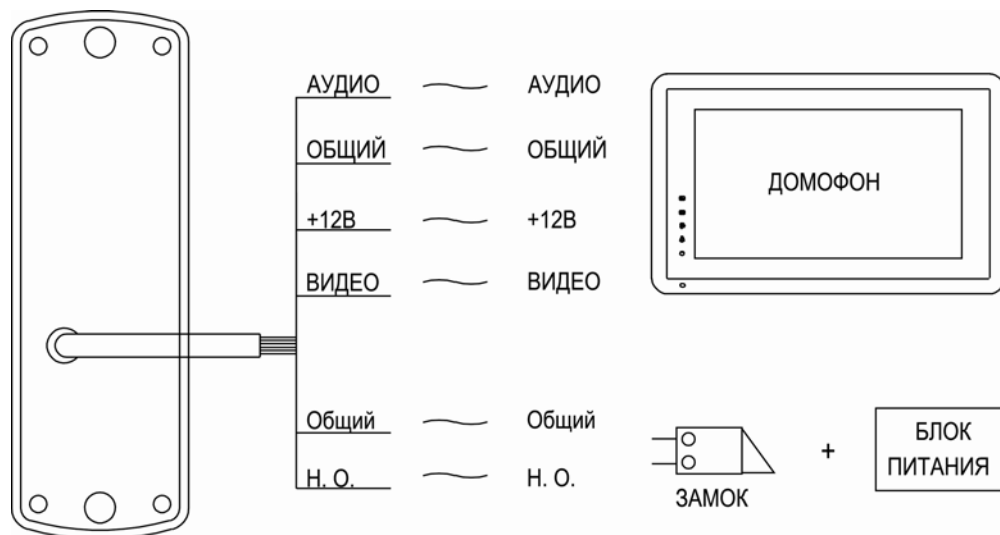 АУДИО АУДИО
ОБЩИЙ ОБЩИЙ
+12В +12В
ВИДЕО ВИДЕО
ДОМОФОН
Общий Общий
Н. О. Н. О.
ЗАМОК
+
БЛОК
ПИТАНИЯ